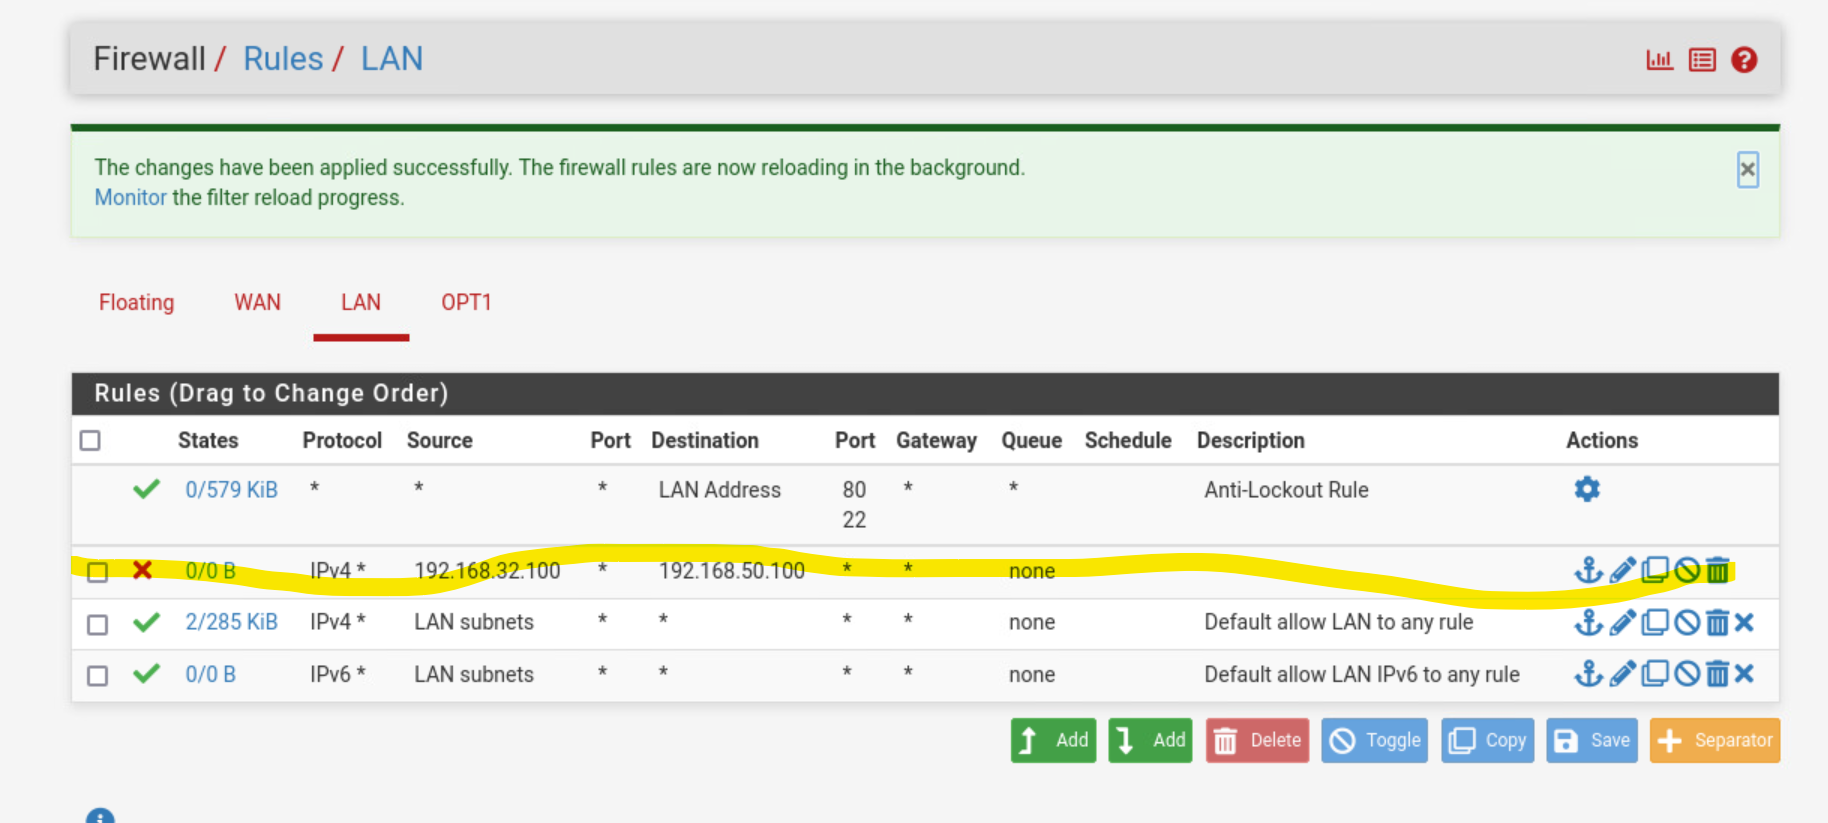 Firewall / Rules / LAN
The changes have been applied successfully. The firewall rules are now reloading in the background.
Monitor the filter reload progress.
Floating WAN LAN OPT1
Rules (Drag to Change Order)
States Protocol Source Port Destination Port Gateway Queue Schedule Description Actions
0/579 KiB * * * LAN Address 80 * * Anti-Lockout Rule
22
0/0 B IPv4 * 192.168.32.100 * 192.168.50.100 * * none
2/285 KiB IPv4 * LAN subnets * * * * none Default allow LAN to any rule
0/0 B IPv6 * LAN subnets * * * * none Default allow LAN IPv6 to any rule
Add Add Delete Toggle Copy Save Separator